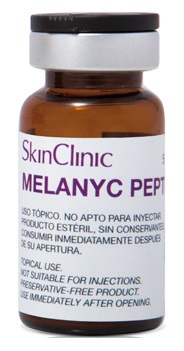 SkinClinic
MELANYC PEPT
USO TÓPICO. NO APTO PARA INYECTAR.
PRODUCTO ESTÉRIL, SIN CONSERVANTES.
CONSUMIR INMEDIATAMENTE DESPUÉS
DE SU APERTURA.
TOPICAL USE.
NOT SUITABLE FOR INJECTIONS.
PRESERVATIVE-FREE PRODUCT.
USE IMMEDIATELY AFTER OPENING.